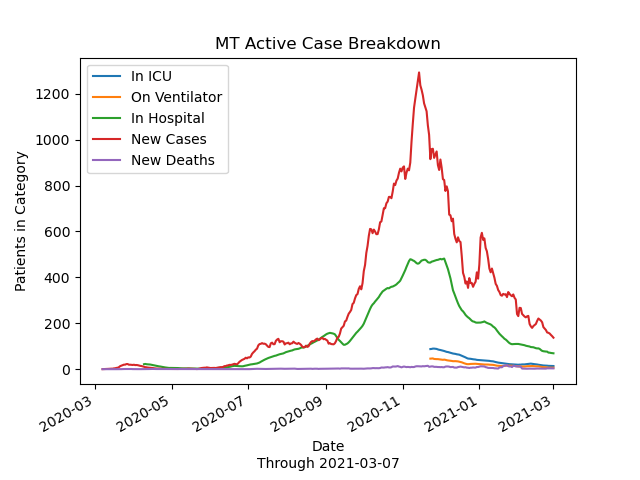 MT Active Case Breakdown
In ICU
On Ventilator
In Hospital
New Cases
New Deaths
Patients in Category
1200
1000
800
600
400
200
0
2020-03
2020-05
2020-07
2020-09
2020-11
2021-01
2021-03
Date
Through 2021-03-07